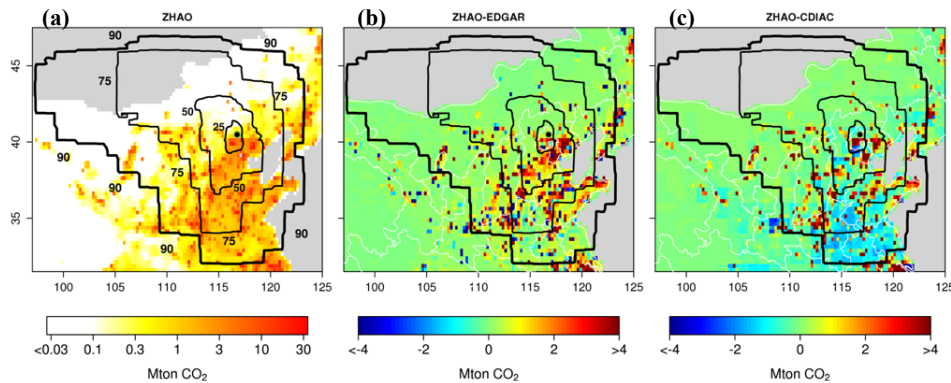 (a) ZHAO
(b) ZHAO-EDGAR
(c) ZHAO-CDIAC
90 90
45
75 75
50
40 25
90 75 50
35 90
90 75
100 105 110 115 120 125
100 105 110 115 120 125
100 105 110 115 120 125
<0.03 0.1 0.3 1 3 10 30
<-4 -2 0 2 >4
<-4 -2 0 2 >4
Mton CO₂
Mton CO₂
Mton CO₂